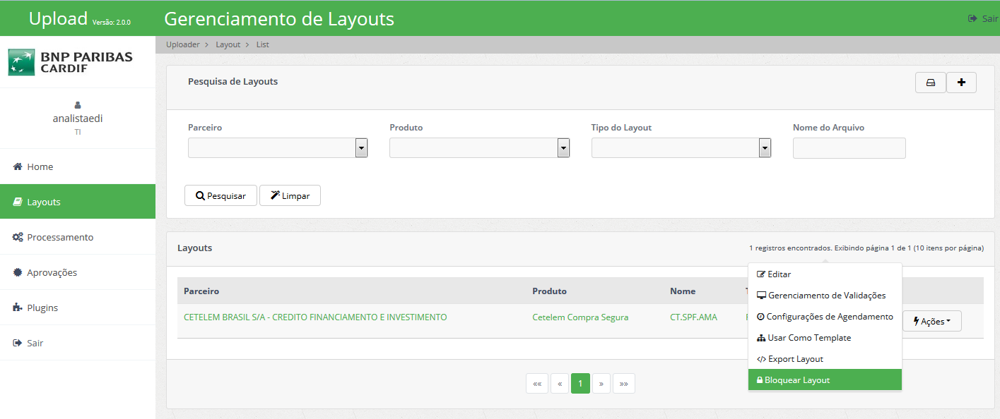 Upload Versão: 2.0.0
Gerenciamento de Layouts
Sair
BNP PARIBAS
CARDIF
Uploader > Layout > List
analistaedi
TI
Home
Layouts
Processamento
Aprovações
Plugins
Sair
Pesquisa de Layouts
Parceiro Produto Tipo do Layout Nome do Arquivo
Pesquisar Limpar
Layouts
1 registros encontrados. Exibindo página 1 de 1 (10 itens por página)
Parceiro Produto Nome
CETELEM BRASIL S/A - CREDITO FINANCIAMENTO E INVESTIMENTO Cetelem Compra Segura CT.SPF.AMA
Ações
Editar
Gerenciamento de Validações
Configurações de Agendamento
Usar Como Template
Export Layout
Bloquear Layout
«« « 1 » »»